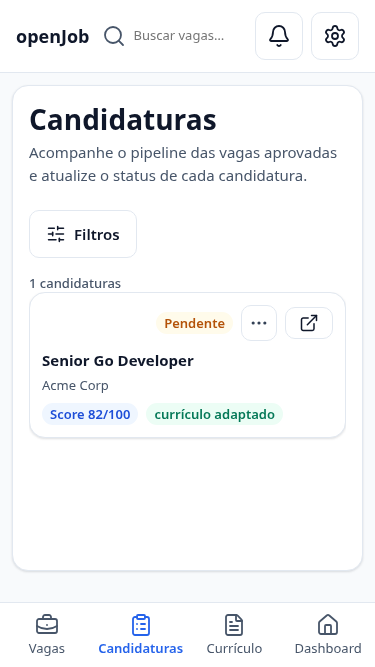 openJob
Buscar vagas...
Candidaturas
Acompanhe o pipeline das vagas aprovadas
e atualize o status de cada candidatura.
Filtros
1 candidaturas
Pendente
Senior Go Developer
Acme Corp
Score 82/100 currículo adaptado
Vagas Candidaturas Currículo Dashboard